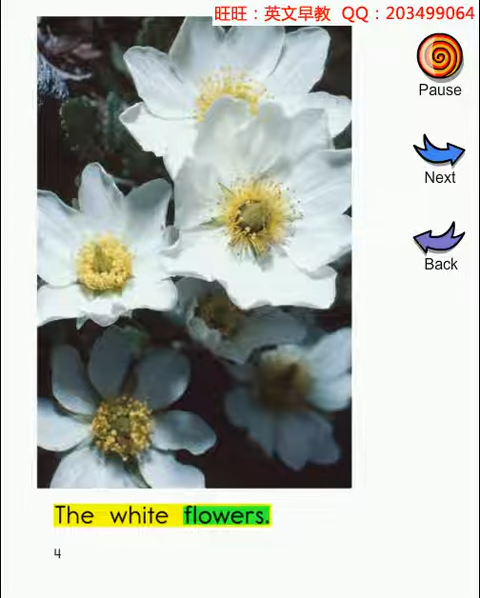 旺旺：英文早教 QQ：203499064
Pause
Next
Back
The white flowers.
4